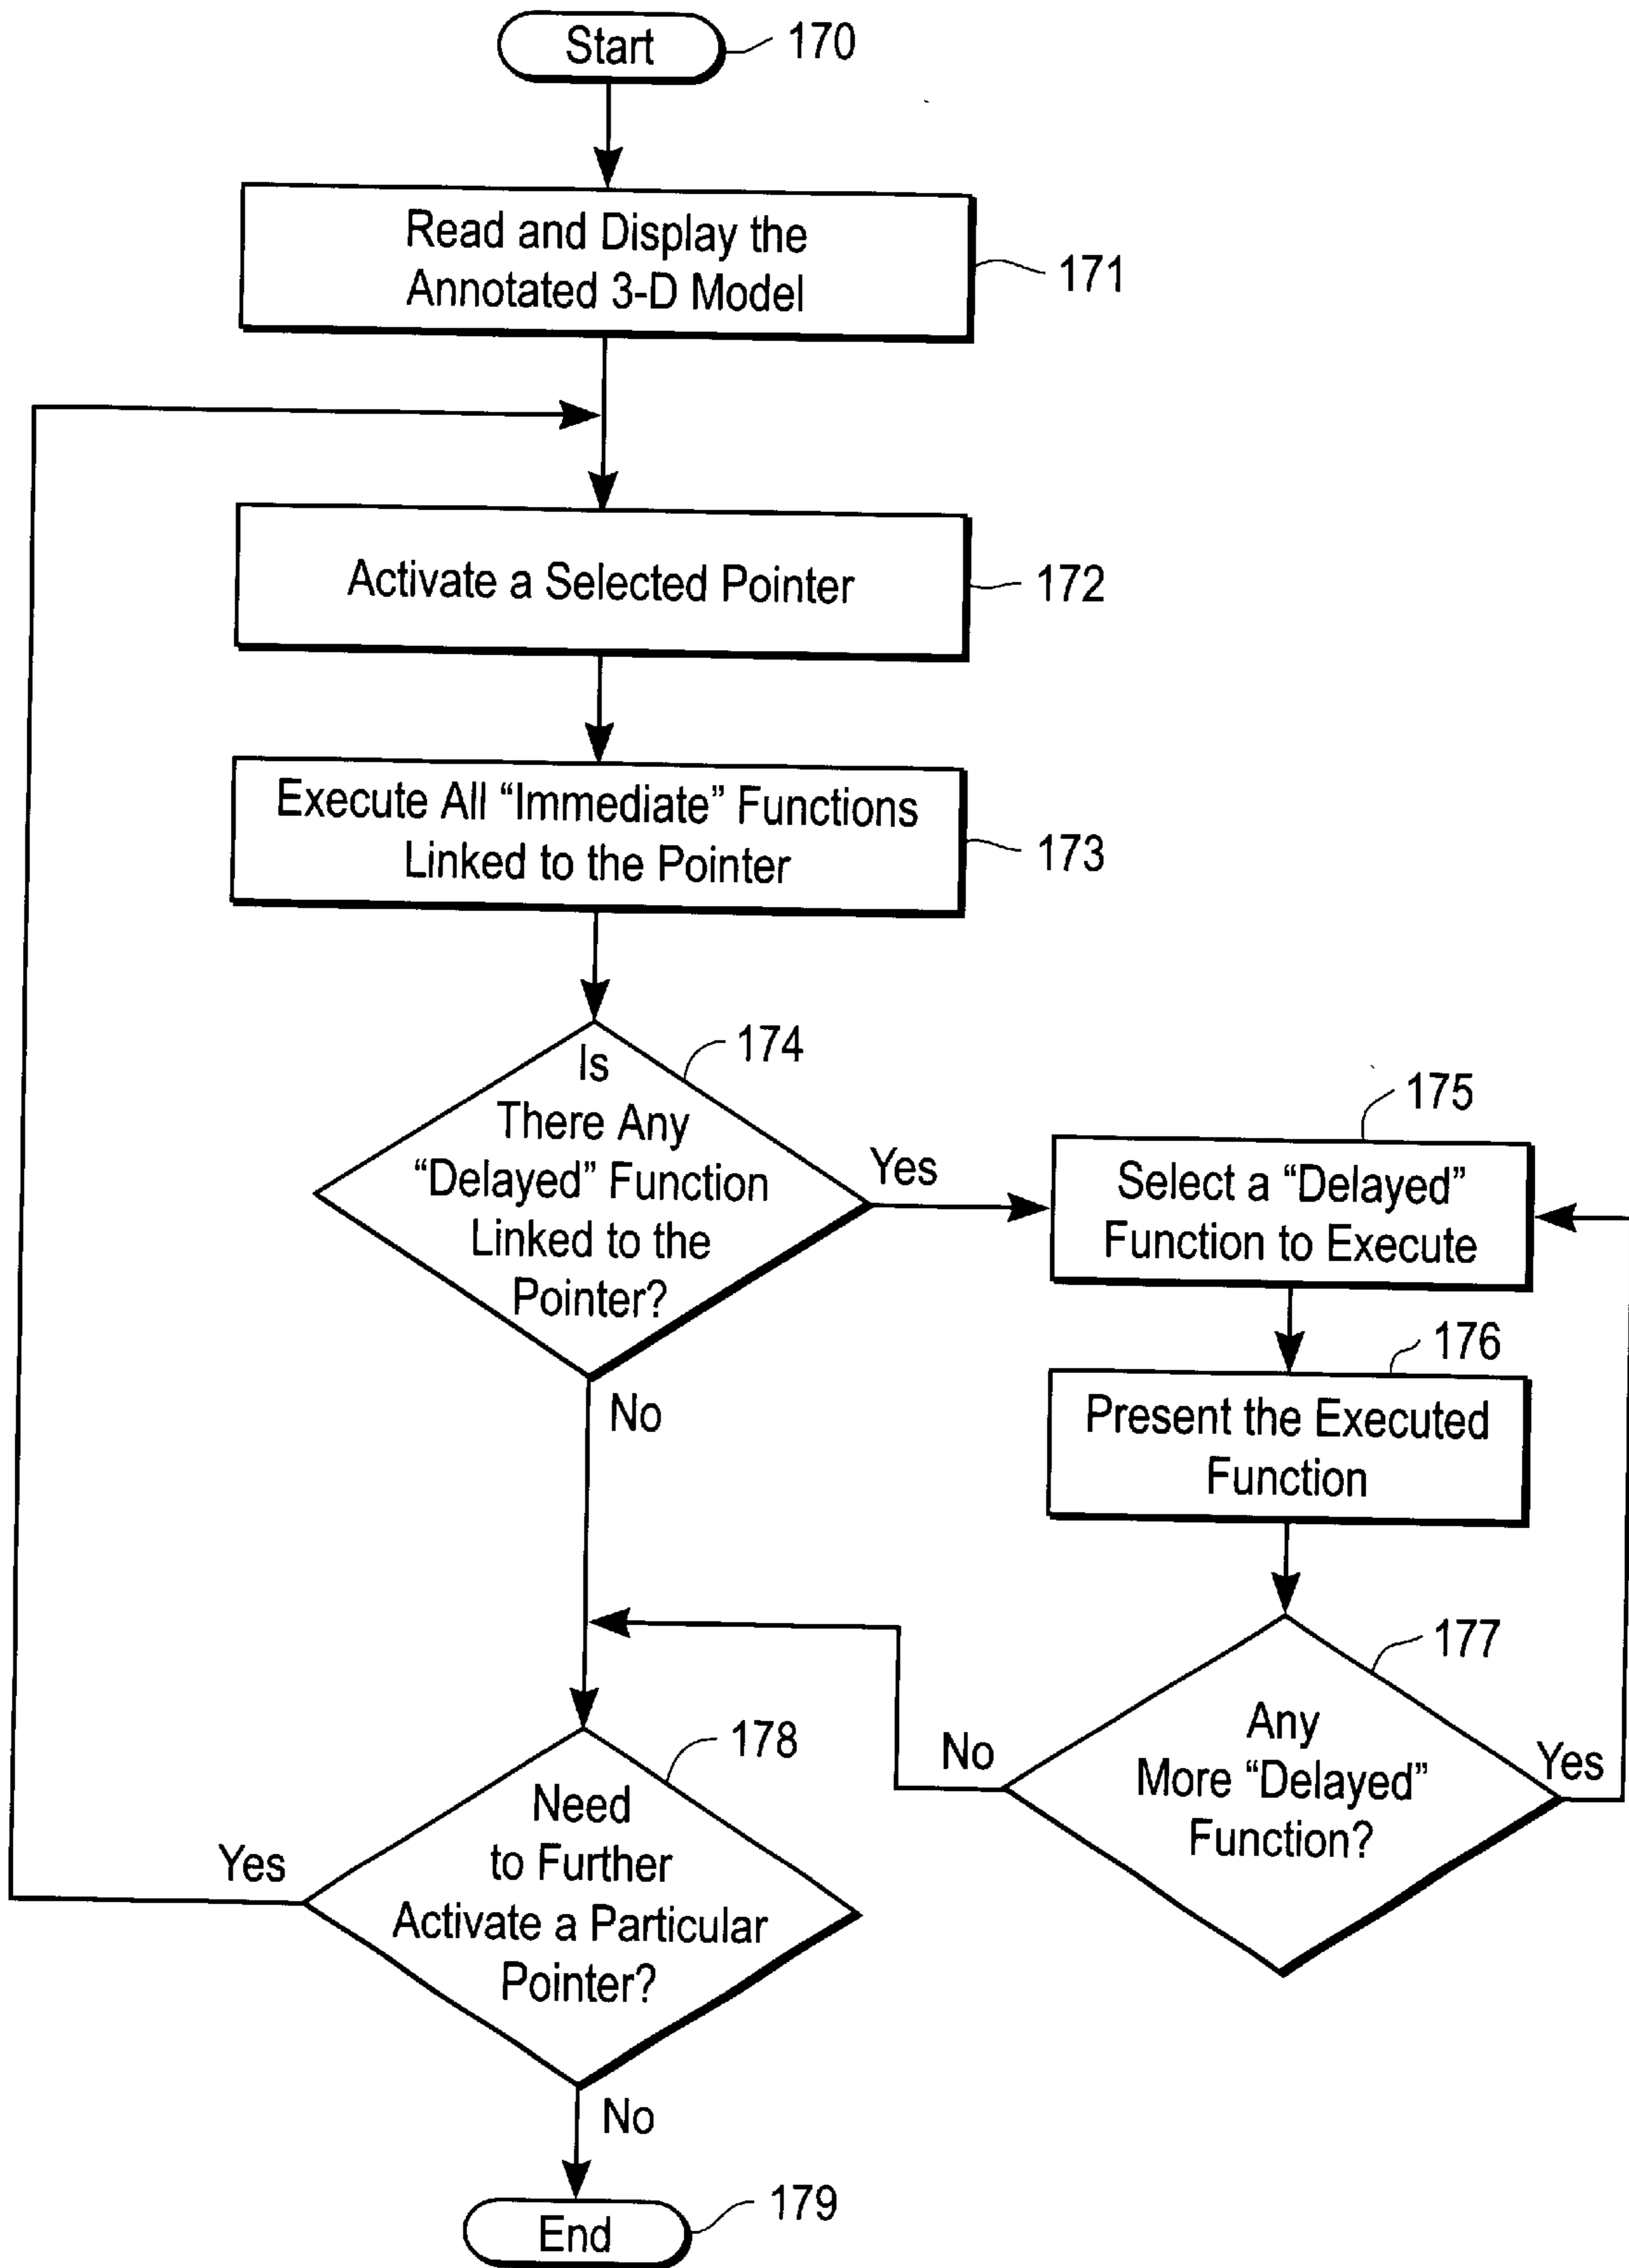 Start
170
Read and Display the
Annotated 3-D Model
171
Activate a Selected Pointer
172
Execute All “Immediate” Functions
Linked to the Pointer
173
Is
There Any
“Delayed” Function
Linked to the
Pointer?
174
Yes
No
Select a “Delayed”
Function to Execute
175
Present the Executed
Function
176
Any
More “Delayed”
Function?
177
No
Yes
Need
to Further
Activate a Particular
Pointer?
178
Yes
No
End
179